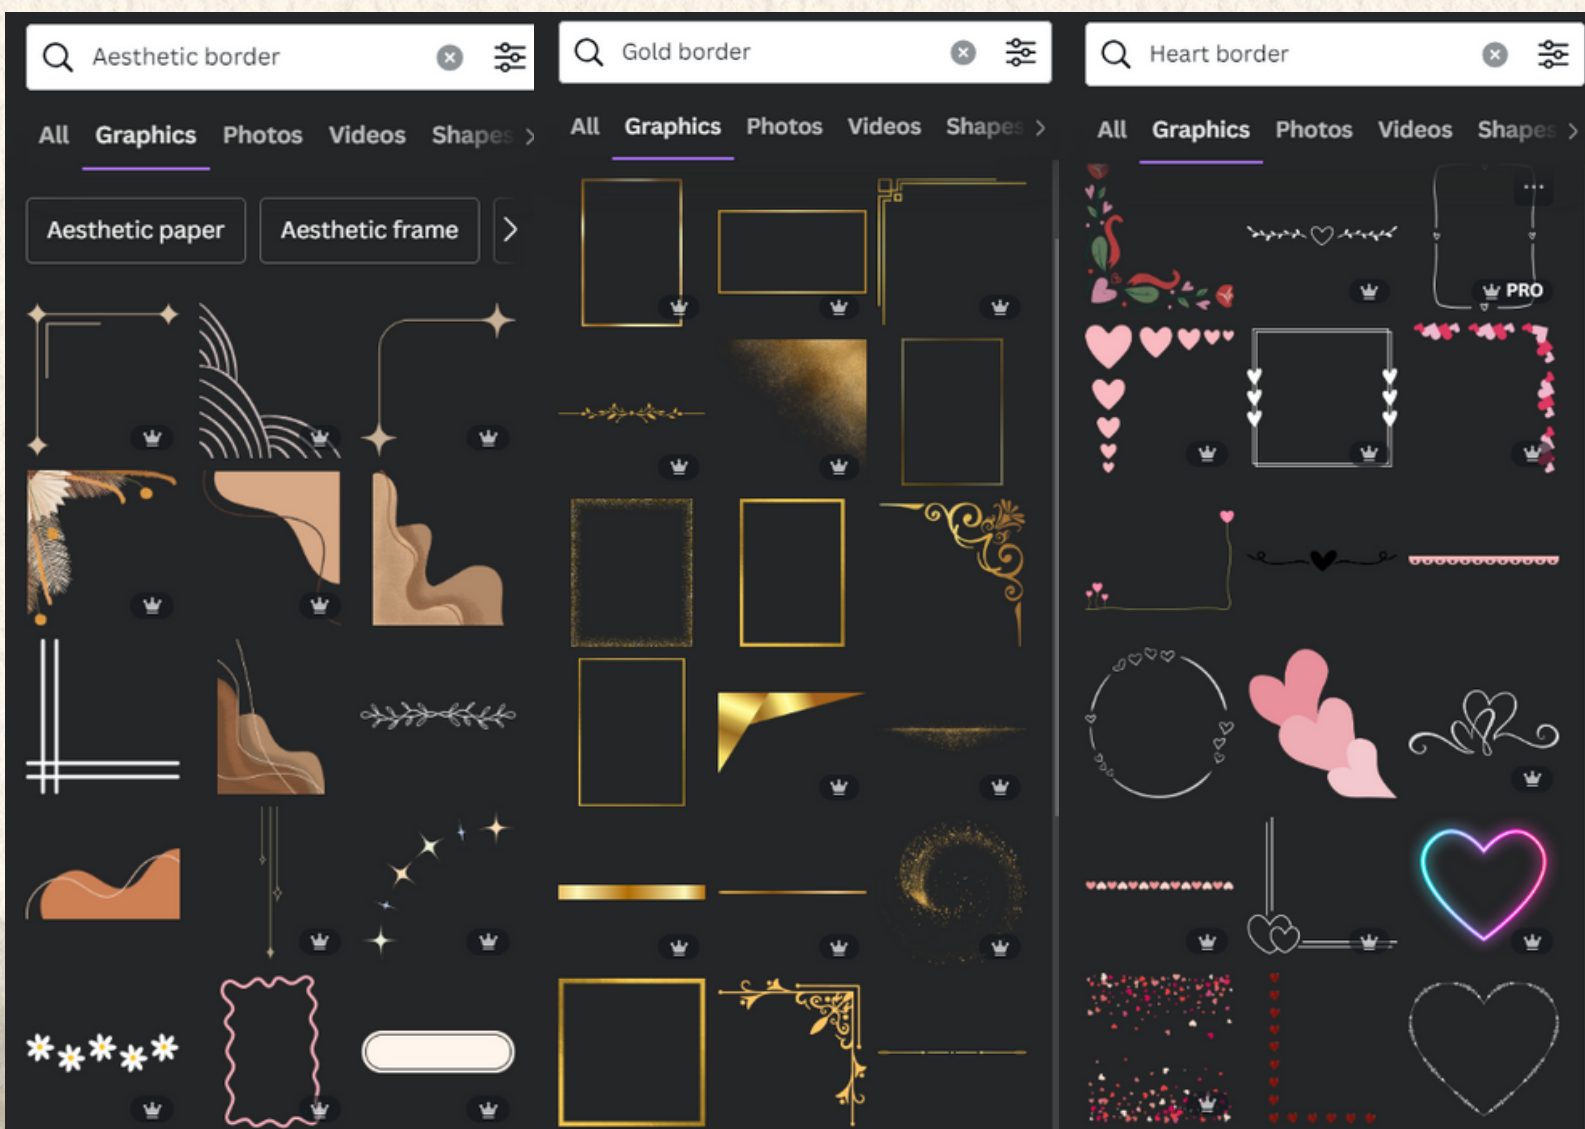 Aesthetic border
All Graphics Photos Videos Shapes
Aesthetic paper Aesthetic frame
Gold border
All Graphics Photos Videos Shapes
Heart border
All Graphics Photos Videos Shapes
PRO